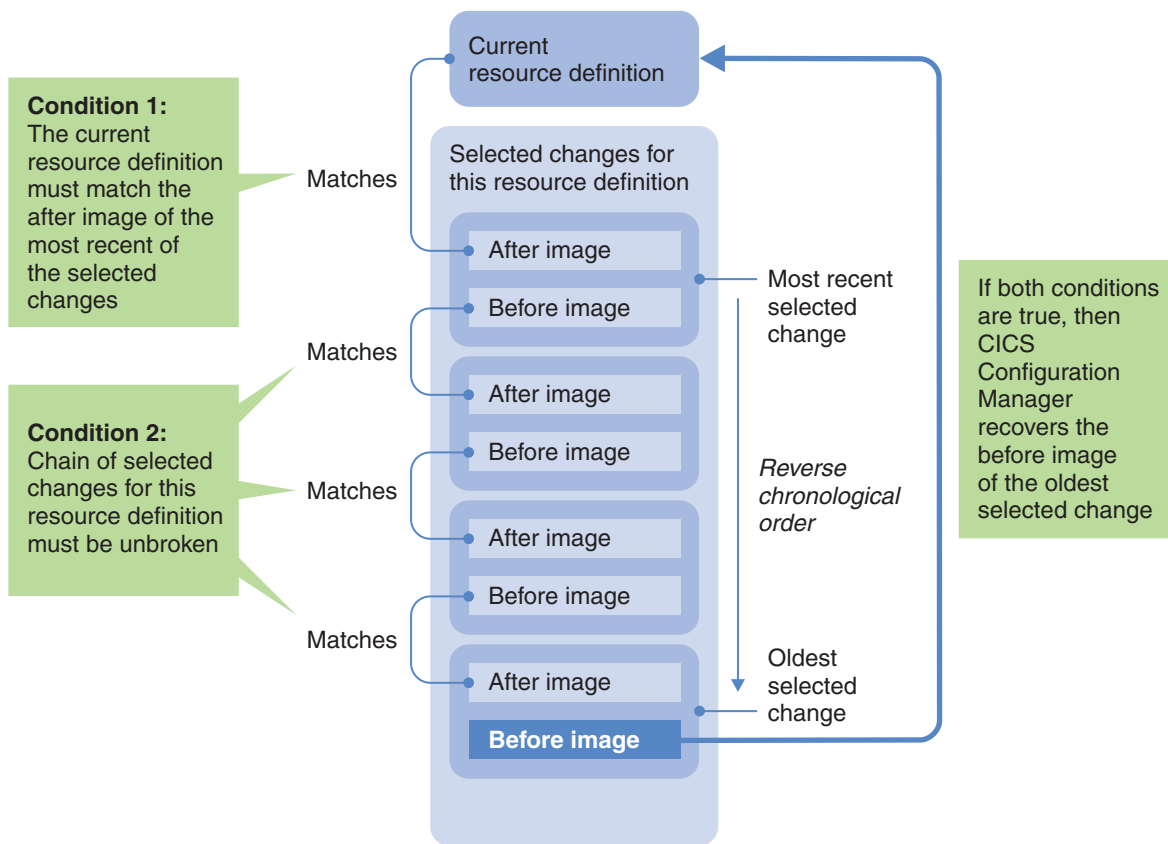 Current
resource definition
Condition 1:
The current
resource definition
must match the
after image of the
most recent of
the selected
changes
Matches
Selected changes for
this resource definition
After image
Before image
Most recent
selected
change
If both conditions
are true, then
CICS
Configuration
Manager
recovers the
before image
of the oldest
selected change
Matches
After image
Before image
Condition 2:
Chain of selected
changes for this
resource definition
must be unbroken
Matches
Reverse
chronological
order
After image
Before image
Matches
After image
Before image
Oldest
selected
change